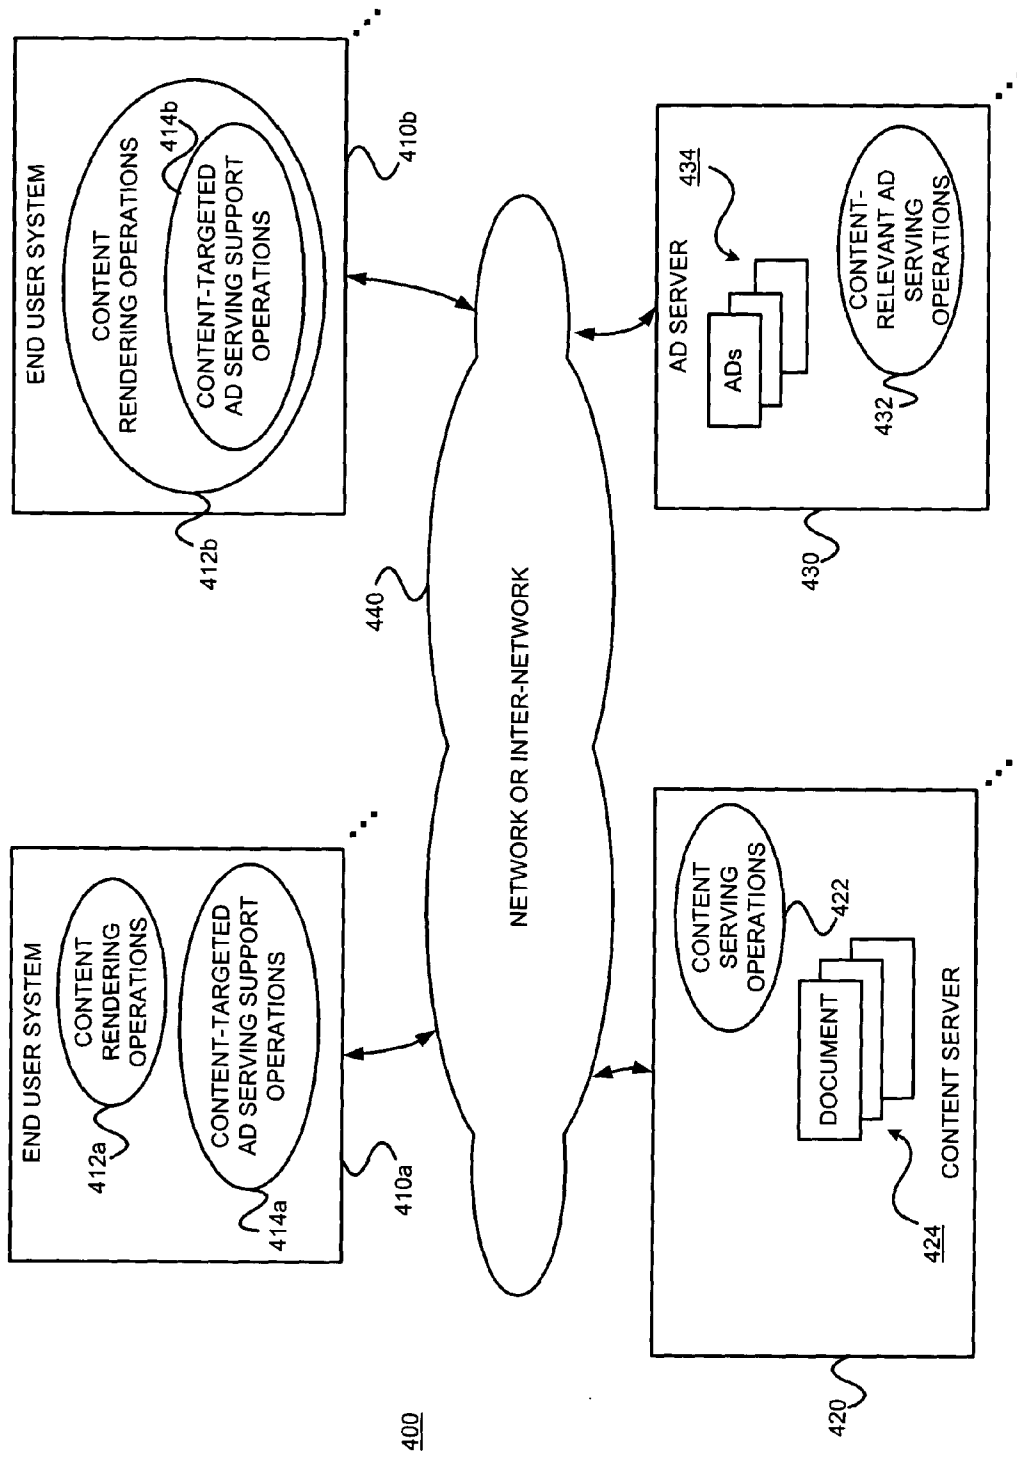 400
END USER SYSTEM
CONTENT
RENDERING
OPERATIONS
412a
CONTENT-TARGETED
AD SERVING SUPPORT
OPERATIONS
414a
410a
END USER SYSTEM
CONTENT
RENDERING OPERATIONS
412b
CONTENT-TARGETED
AD SERVING SUPPORT
OPERATIONS
414b
410b
NETWORK OR INTER-NETWORK
440
CONTENT
SERVING
OPERATIONS
422
DOCUMENT
424
CONTENT SERVER
420
AD SERVER
ADs
434
CONTENT-
RELEVANT AD
SERVING
OPERATIONS
432
430